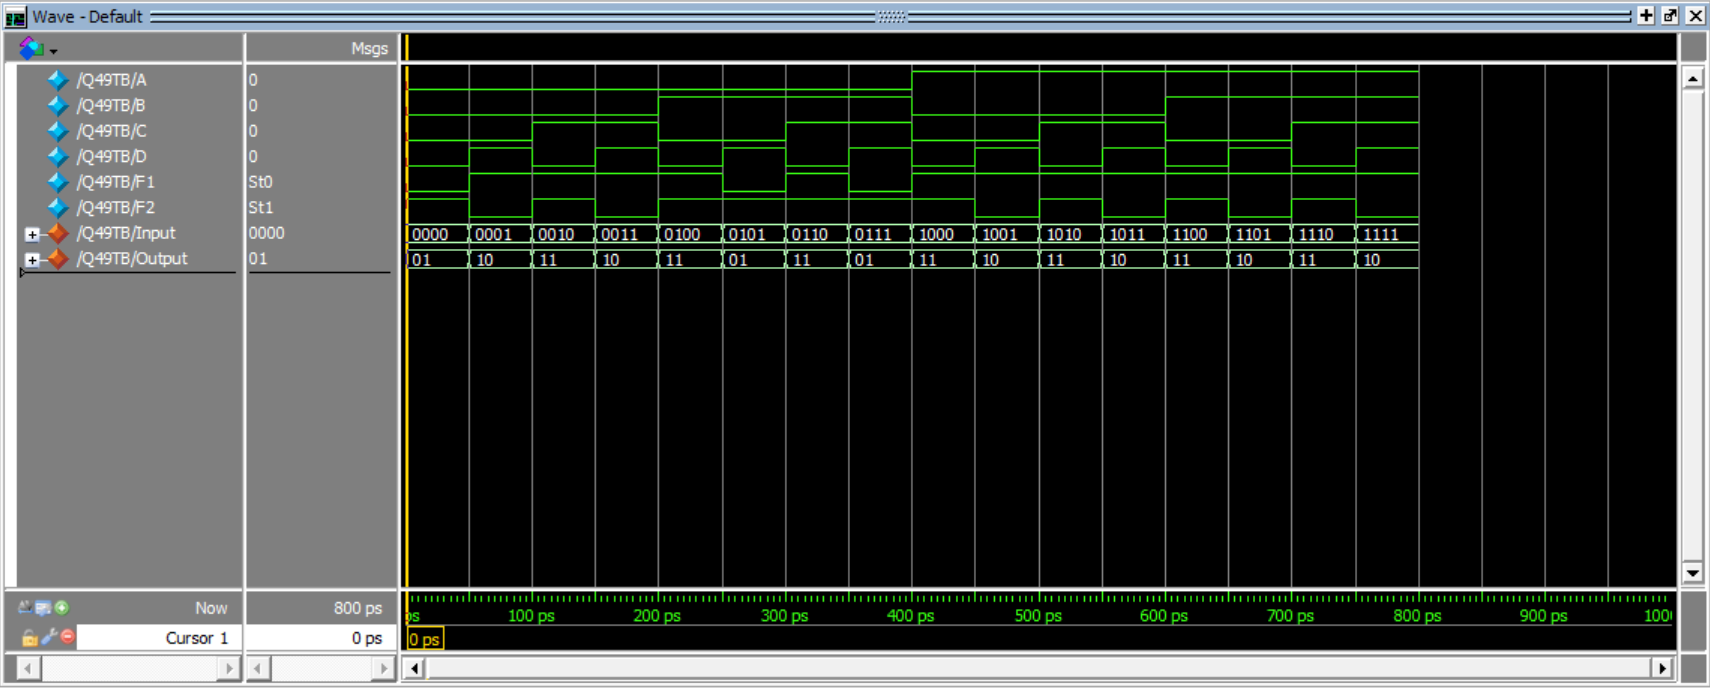 Wave - Default
Msgs
/Q49TB/A 0
/Q49TB/B 0
/Q49TB/C 0
/Q49TB/D 0
/Q49TB/F1 St0
/Q49TB/F2 St1
/Q49TB/Input 0000 0000 0001 0010 0011 0100 0101 0110 0111 1000 1001 1010 1011 1100 1101 1110 1111
/Q49TB/Output 01 01 10 11 10 11 01 11 01 11 10 11 10 11 10 11 10
Now 800 ps ps 100 ps 200 ps 300 ps 400 ps 500 ps 600 ps 700 ps 800 ps 900 ps 100
Cursor 1 0 ps 0 ps